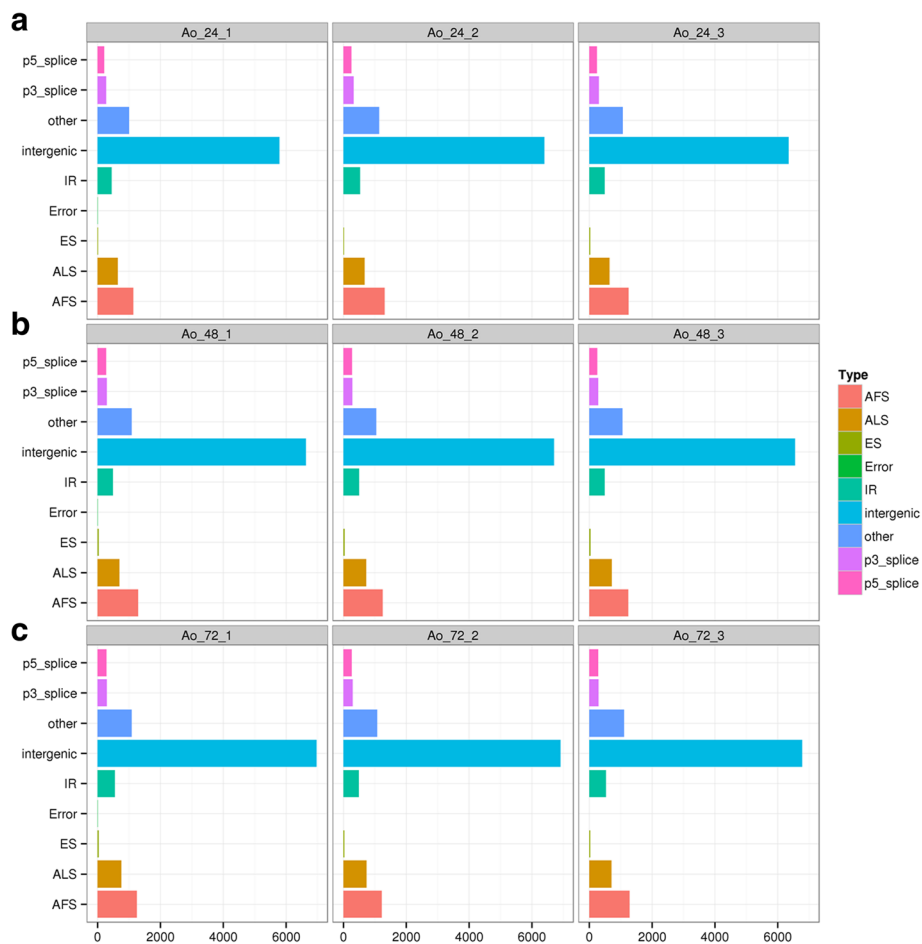 a
Ao_24_1 Ao_24_2 Ao_24_3
p5_splice
p3_splice
other
intergenic
IR
Error
ES
ALS
AFS
b
Ao_48_1 Ao_48_2 Ao_48_3
p5_splice
p3_splice
other
intergenic
IR
Error
ES
ALS
AFS
c
Ao_72_1 Ao_72_2 Ao_72_3
p5_splice
p3_splice
other
intergenic
IR
Error
ES
ALS
AFS
0 2000 4000 6000 0 2000 4000 6000 0 2000 4000 6000
Type
AFS
ALS
ES
Error
IR
intergenic
other
p3_splice
p5_splice